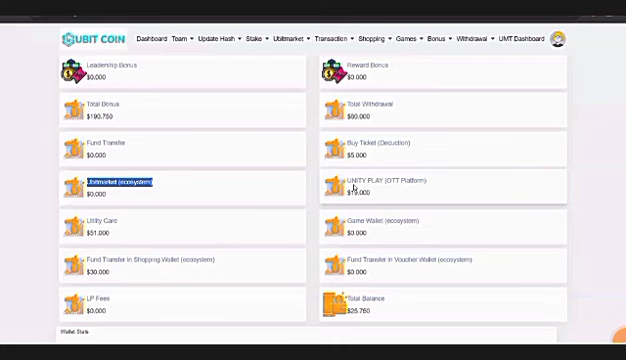 UBIT COIN Dashboard Team Update Hash Stake Ubitmarket Transaction Shopping Games Bonus Withdrawal UMT Dashboard
Leadership Bonus
$0.000
Reward Bonus
$0.000
Total Bonus
$190.750
Total Withdrawal
$60.000
Fund Transfer
$0.000
Buy Ticket (Deduction)
$5.000
Ubitmarket (ecosystem)
$0.000
UNITY PLAY (OTT Platform)
$19.000
Utility Card
$51.000
Game Wallet (ecosystem)
$0.000
Fund Transfer in Shopping Wallet (ecosystem)
$30.000
Fund Transfer in Voucher Wallet (ecosystem)
$0.000
LP Fees
$0.000
Total Balance
$25.750
Wallet Stats